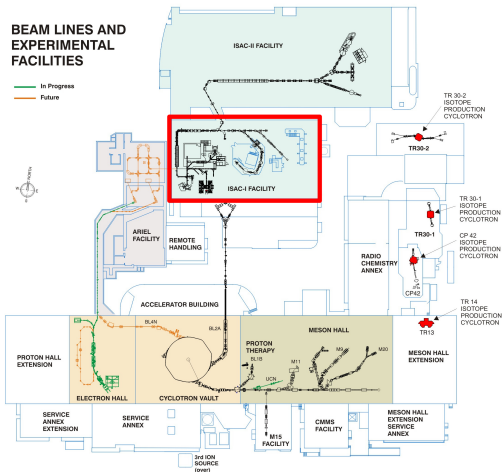 BEAM LINES AND
EXPERIMENTAL
FACILITIES
In Progress
Future
ISAC-II FACILITY
ISAC-I FACILITY
TR 30-2
ISOTOPE
PRODUCTION
CYCLOTRON
TR30-2
TR 30-1
ISOTOPE
PRODUCTION
CYCLOTRON
TR30-1
CP 42
ISOTOPE
PRODUCTION
CYCLOTRON
CP42
ARIEL
FACILITY
REMOTE
HANDLING
RADIO
CHEMISTRY
ANNEX
ACCELERATOR BUILDING
TR 14
ISOTOPE
PRODUCTION
CYCLOTRON
TR13
BL4N
BL2A
MESON HALL
PROTON
THERAPY
BL1B
M11
M9
M20
UCN
PROTON HALL
EXTENSION
MESON HALL
EXTENSION
ELECTRON HALL
CYCLOTRON VAULT
SERVICE
ANNEX
EXTENSION
SERVICE
ANNEX
M15
FACILITY
CMMS
FACILITY
MESON HALL
EXTENSION
SERVICE
ANNEX
3rd ION
SOURCE
(over)